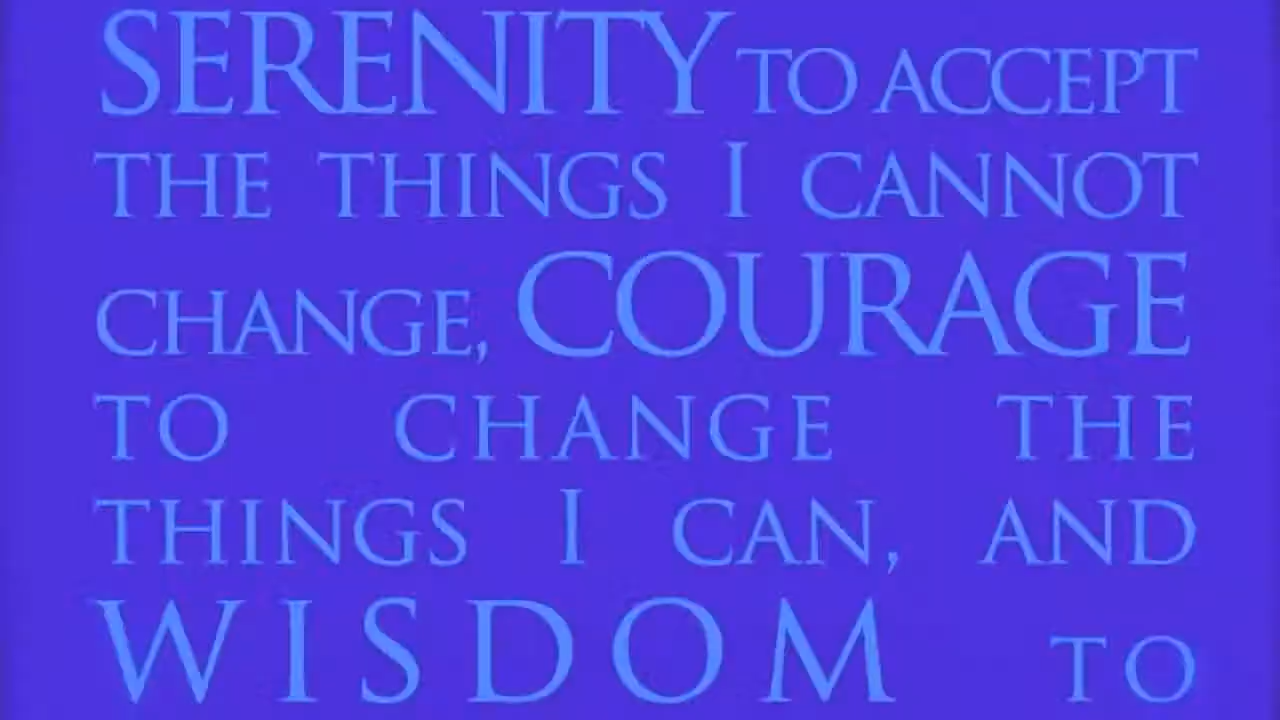 SERENITY TO ACCEPT
THE THINGS I CANNOT
CHANGE, COURAGE
TO CHANGE THE
THINGS I CAN, AND
WISDOM TO